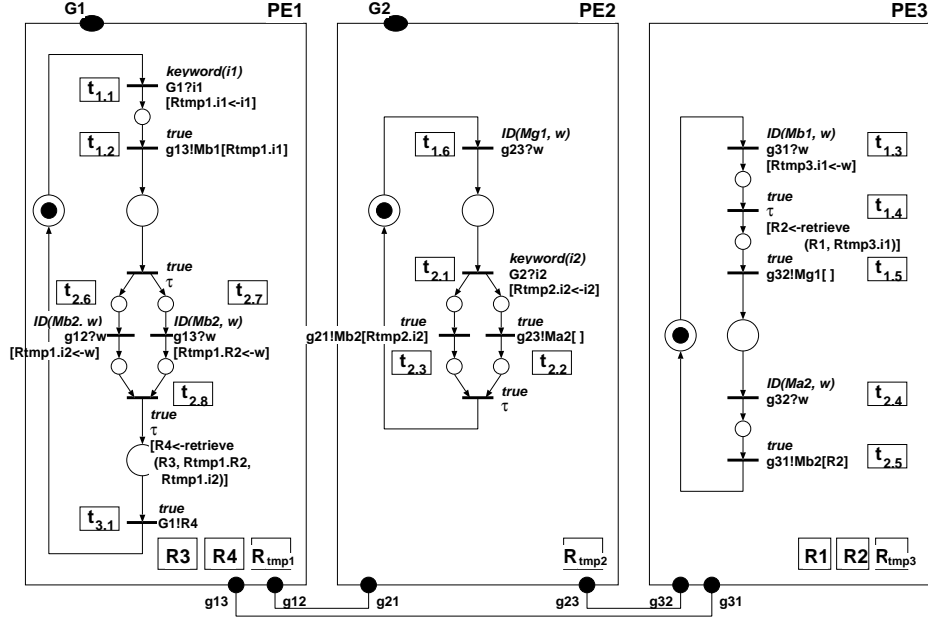 G1
PE1
keyword(i1)
t1.1
G1?i1
[Rtmp1.i1<-i1]
true
t1.2
g13!Mb1[Rtmp1.i1]
true
τ
t2.6
t2.7
ID(Mb2, w)
ID(Mb2, w)
g12?w
g13?w
[Rtmp1.i2<-w]
[Rtmp1.R2<-w]
t2.8
true
τ
[R4<-retrieve
(R3, Rtmp1.R2,
Rtmp1.i2)]
true
t3.1
G1!R4
R3
R4
Rtmp1
g13
g12
G2
PE2
ID(Mg1, w)
t1.6
g23?w
keyword(i2)
t2.1
G2?i2
[Rtmp2.i2<-i2]
true
true
g21!Mb2[Rtmp2.i2]
g23!Ma2[ ]
t2.3
t2.2
true
τ
Rtmp2
g21
g23
PE3
ID(Mb1, w)
g31?w
t1.3
[Rtmp3.i1<-w]
true
τ
t1.4
[R2<-retrieve
(R1, Rtmp3.i1)]
true
g32!Mg1[ ]
t1.5
ID(Ma2, w)
g32?w
t2.4
true
g31!Mb2[R2]
t2.5
R1
R2
Rtmp3
g32
g31